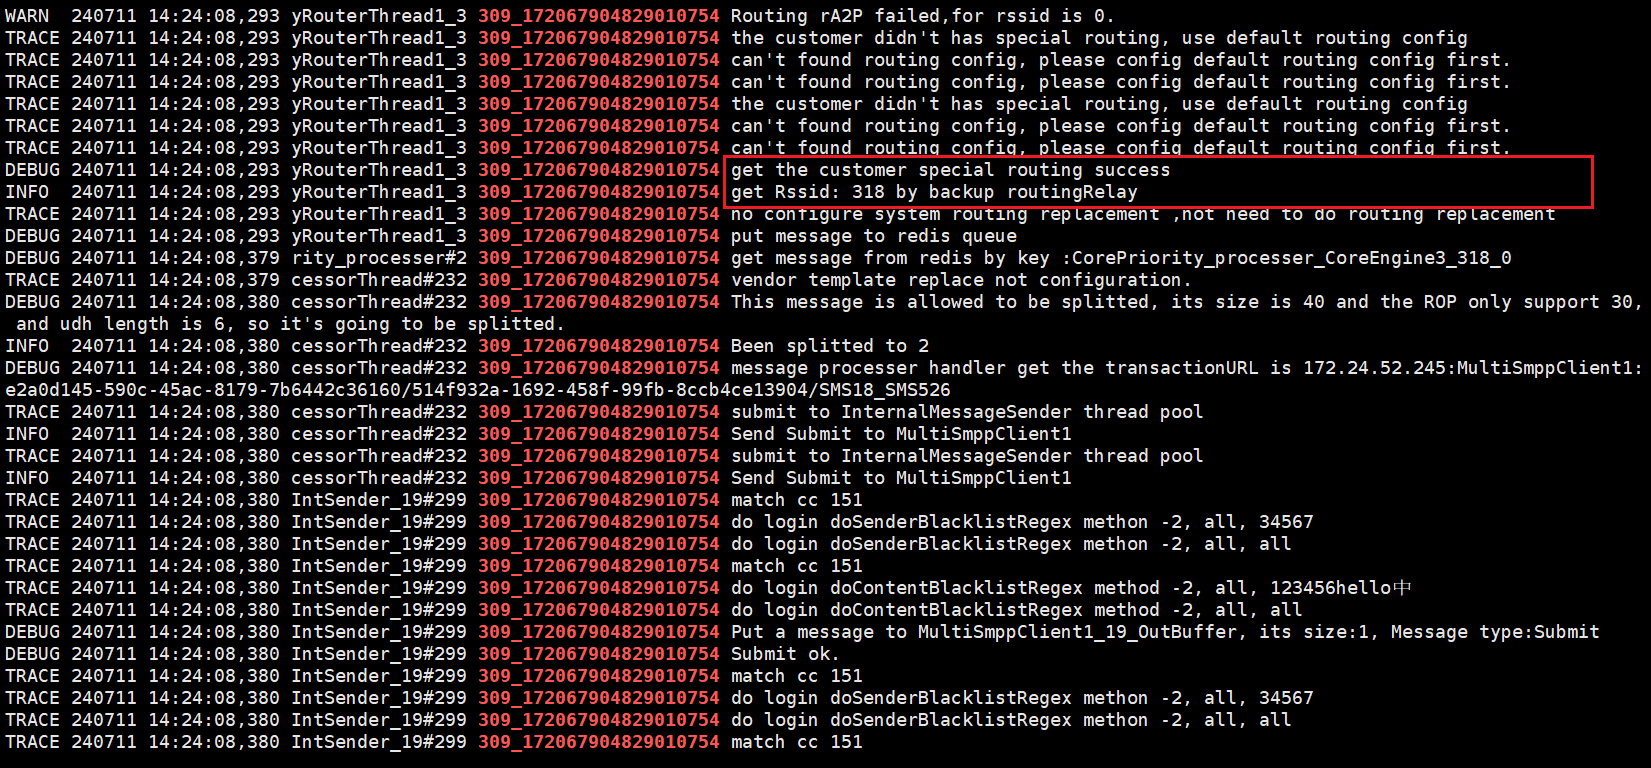 WARN  240711 14:24:08,293 yRouterThread1_3 309_172067904829010754 Routing rA2P failed,for rssid is 0.
TRACE 240711 14:24:08,293 yRouterThread1_3 309_172067904829010754 the customer didn't has special routing, use default routing config
TRACE 240711 14:24:08,293 yRouterThread1_3 309_172067904829010754 can't found routing config, please config default routing config first.
TRACE 240711 14:24:08,293 yRouterThread1_3 309_172067904829010754 can't found routing config, please config default routing config first.
TRACE 240711 14:24:08,293 yRouterThread1_3 309_172067904829010754 the customer didn't has special routing, use default routing config
TRACE 240711 14:24:08,293 yRouterThread1_3 309_172067904829010754 can't found routing config, please config default routing config first.
TRACE 240711 14:24:08,293 yRouterThread1_3 309_172067904829010754 can't found routing config, please config default routing config first.
DEBUG 240711 14:24:08,293 yRouterThread1_3 309_172067904829010754 get the customer special routing success
INFO  240711 14:24:08,293 yRouterThread1_3 309_172067904829010754 get Rssid: 318 by backup routingRelay
TRACE 240711 14:24:08,293 yRouterThread1_3 309_172067904829010754 no configure system routing replacement ,not need to do routing replacement
DEBUG 240711 14:24:08,293 yRouterThread1_3 309_172067904829010754 put message to redis queue
DEBUG 240711 14:24:08,379 rity_processer#2 309_172067904829010754 get message from redis by key :CorePriority_processer_CoreEngine3_318_0
TRACE 240711 14:24:08,379 cessorThread#232 309_172067904829010754 vendor template replace not configuration.
DEBUG 240711 14:24:08,380 cessorThread#232 309_172067904829010754 This message is allowed to be splitted, its size is 40 and the ROP only support 30,
 and udh length is 6, so it's going to be splitted.
INFO  240711 14:24:08,380 cessorThread#232 309_172067904829010754 Been splitted to 2
DEBUG 240711 14:24:08,380 cessorThread#232 309_172067904829010754 message processer handler get the transactionURL is 172.24.52.245:MultiSmppClient1:
e2a0d145-590c-45ac-8179-7b6442c36160/514f932a-1692-458f-99fb-8ccb4ce13904/SMS18_SMS526
TRACE 240711 14:24:08,380 cessorThread#232 309_172067904829010754 submit to InternalMessageSender thread pool
INFO  240711 14:24:08,380 cessorThread#232 309_172067904829010754 Send Submit to MultiSmppClient1
TRACE 240711 14:24:08,380 cessorThread#232 309_172067904829010754 submit to InternalMessageSender thread pool
INFO  240711 14:24:08,380 cessorThread#232 309_172067904829010754 Send Submit to MultiSmppClient1
TRACE 240711 14:24:08,380 IntSender_19#299 309_172067904829010754 match cc 151
TRACE 240711 14:24:08,380 IntSender_19#299 309_172067904829010754 do login doSenderBlacklistRegex methon -2, all, 34567
TRACE 240711 14:24:08,380 IntSender_19#299 309_172067904829010754 do login doSenderBlacklistRegex methon -2, all, all
TRACE 240711 14:24:08,380 IntSender_19#299 309_172067904829010754 match cc 151
TRACE 240711 14:24:08,380 IntSender_19#299 309_172067904829010754 do login doContentBlacklistRegex method -2, all, 123456hello中
TRACE 240711 14:24:08,380 IntSender_19#299 309_172067904829010754 do login doContentBlacklistRegex method -2, all, all
DEBUG 240711 14:24:08,380 IntSender_19#299 309_172067904829010754 Put a message to MultiSmppClient1_19_OutBuffer, its size:1, Message type:Submit
DEBUG 240711 14:24:08,380 IntSender_19#299 309_172067904829010754 Submit ok.
TRACE 240711 14:24:08,380 IntSender_19#299 309_172067904829010754 match cc 151
TRACE 240711 14:24:08,380 IntSender_19#299 309_172067904829010754 do login doSenderBlacklistRegex methon -2, all, 34567
TRACE 240711 14:24:08,380 IntSender_19#299 309_172067904829010754 do login doSenderBlacklistRegex methon -2, all, all
TRACE 240711 14:24:08,380 IntSender_19#299 309_172067904829010754 match cc 151